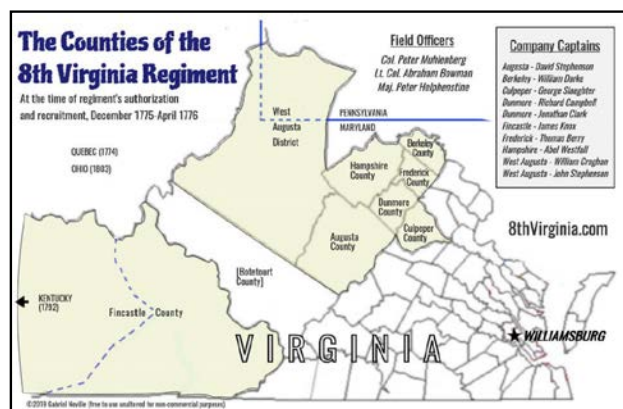 The Counties of the
8th Virginia Regiment
At the time of regiment's authorization
and recruitment, December 1775-April 1776
Field Officers
Col. Peter Muhlenberg
Lt. Col. Abraham Bowman
Maj. Peter Helphenstine
Company Captains
Augusta - David Stephenson
Berkeley - William Darke
Culpeper - George Slaughter
Dunmore - Richard Campbell
Dunmore - Jonathan Clark
Fincastle - James Knox
Frederick - Thomas Berry
Hampshire - Abel Westfall
West Augusta - William Croghan
West Augusta - John Stephenson
8thVirginia.com
QUEBEC (1774)
OHIO (1803)
West
Augusta
District
PENNSYLVANIA
MARYLAND
Berkeley
County
Hampshire
County
Frederick
County
Dunmore
County
Culpeper
County
Augusta
County
[Botetourt
County]
KENTUCKY
(1792)
Fincastle County
VIRGINIA
WILLIAMSBURG
©2019 Gabriel Neville (free to use unaltered for non-commercial purposes)